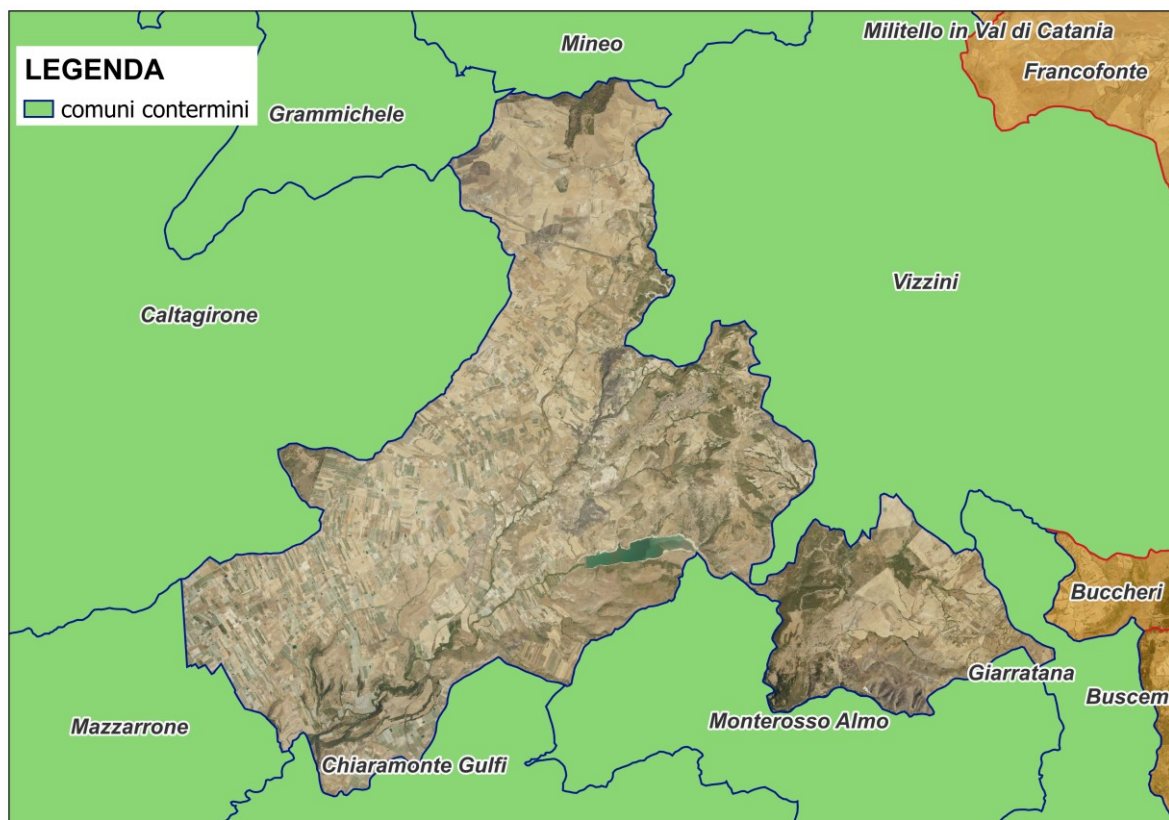 Mineo
Militello in Val di Catania
Francofonte
LEGENDA
comuni contermini
Grammichele
Vizzini
Caltagirone
Buccheri
Giarratana
Buscem
Monterosso Almo
Mazzarrone
Chiaramonte Gulfi